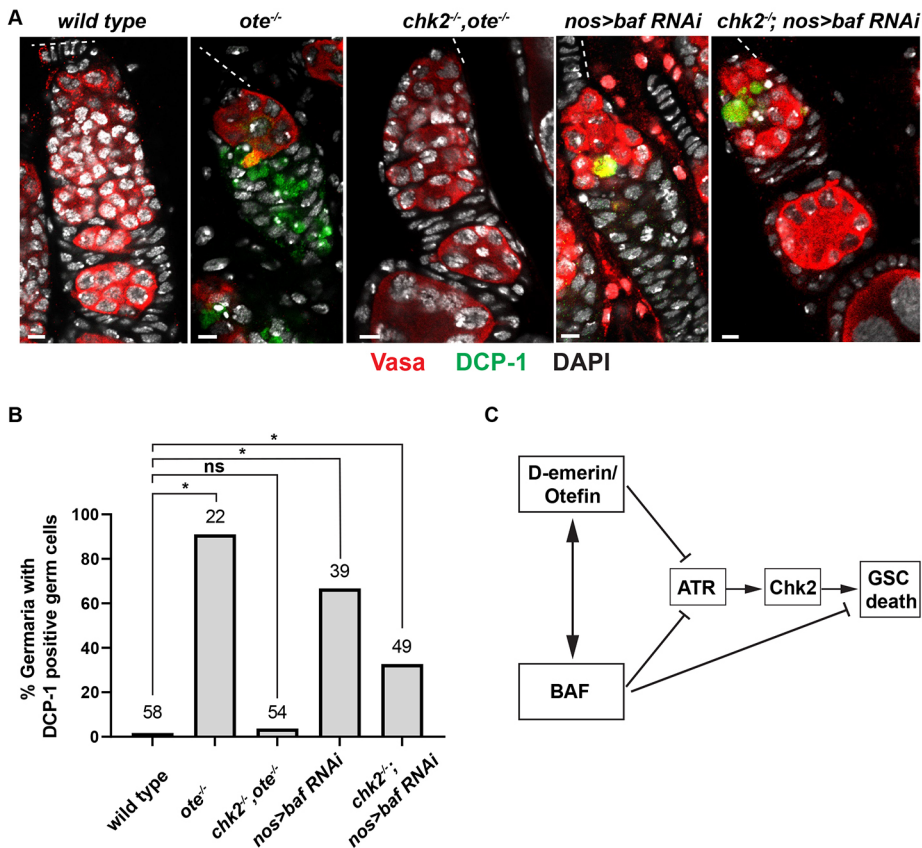 A
wild type ote-/- chk2-/-,ote-/- nos>baf RNAi chk2-/-; nos>baf RNAi
Vasa DCP-1 DAPI
B
% Germaria with
DCP-1 positive germ cells
100
80
60
40
20
0
*
*
ns
*
58
22
54
39
49
wild type
ote-/-
chk2-/-,ote-/-
nos>baf RNAi
chk2-/-;
nos>baf RNAi
C
D-emerin/
Otefin
ATR
Chk2
GSC
death
BAF